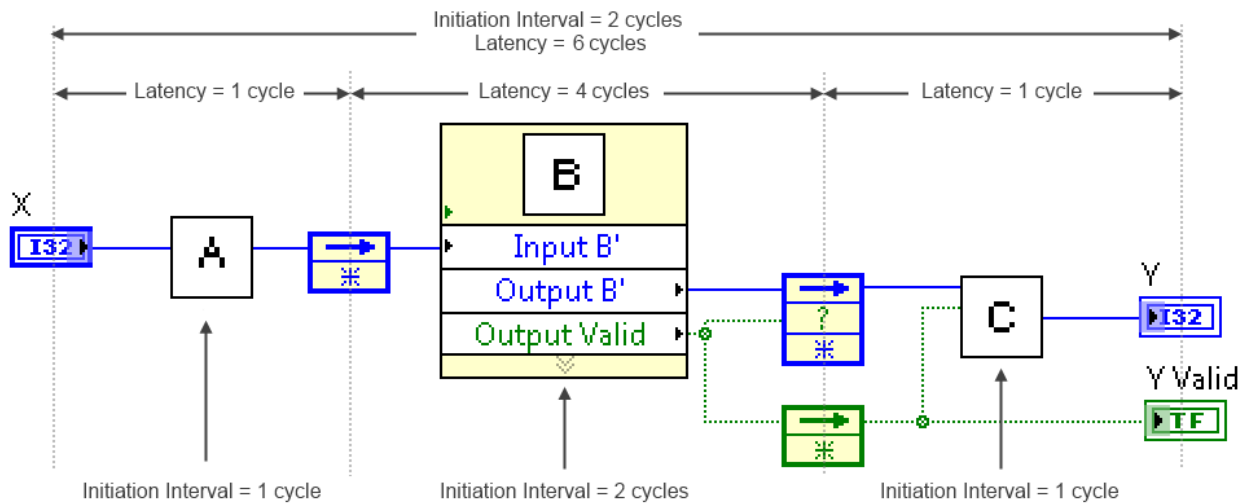 Initiation Interval = 2 cycles
Latency = 6 cycles
Latency = 1 cycle
Latency = 4 cycles
Latency = 1 cycle
B
X
I32
A
Input B'
Output B'
Output Valid
?
C
Y
I32
Y Valid
TF
Initiation Interval = 1 cycle
Initiation Interval = 2 cycles
Initiation Interval = 1 cycle